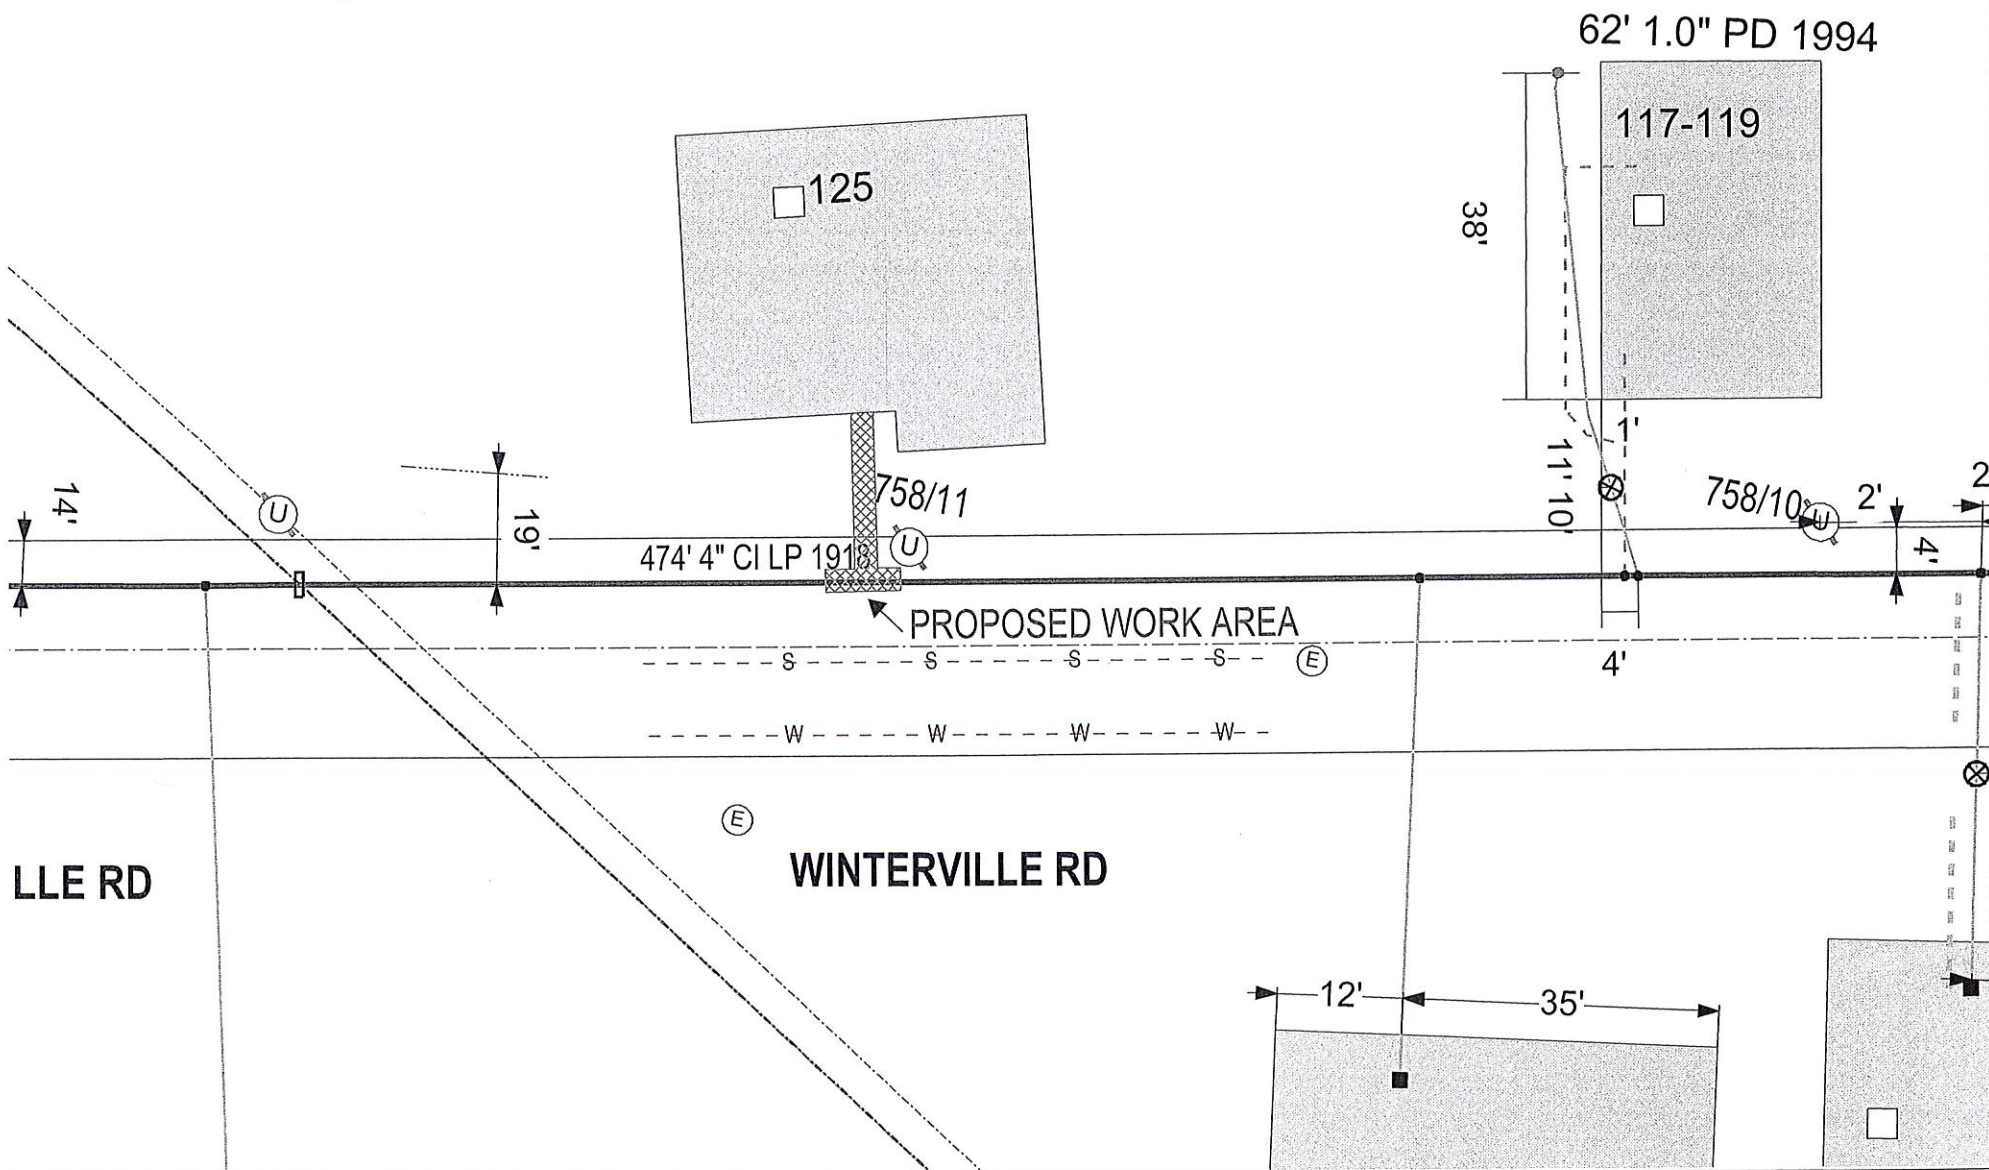 62' 1.0" PD 1994
117-119
125
38'
1'
11' 10"
758/11
758/10
2'
2
14'
U
19'
474' 4" CI LP 1918
U
U
4'
PROPOSED WORK AREA
S S S S
E
4'
W W W W
E
LLE RD
WINTERVILLE RD
12'
35'